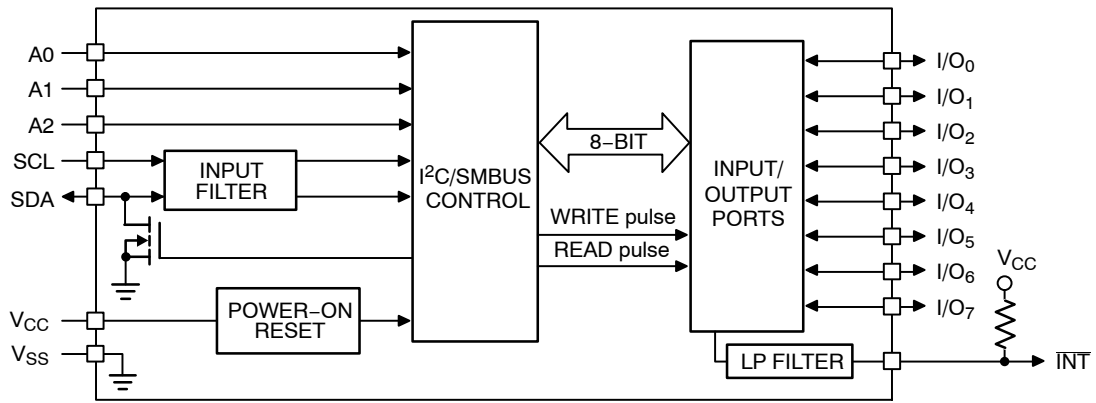 A0
A1
A2
SCL
SDA
V_CC
V_SS
INPUT
FILTER
POWER−ON
RESET
I²C/SMBUS
CONTROL
8−BIT
WRITE pulse
READ pulse
INPUT/
OUTPUT
PORTS
LP FILTER
I/O₀
I/O₁
I/O₂
I/O₃
I/O₄
I/O₅
I/O₆
I/O₇
V_CC
I̅N̅T̅